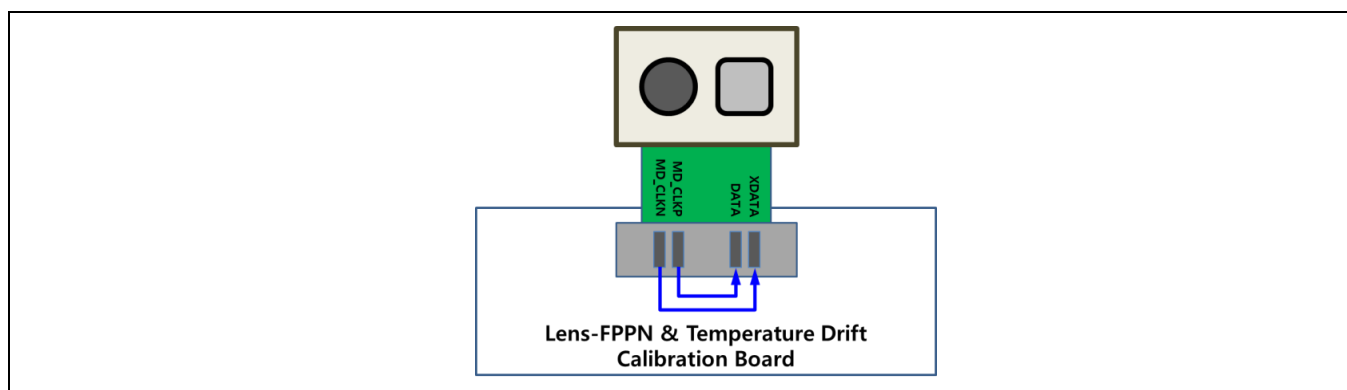 MD_CLKN
MD_CLKP
DATA
XDATA
Lens-FPPN & Temperature Drift
Calibration Board